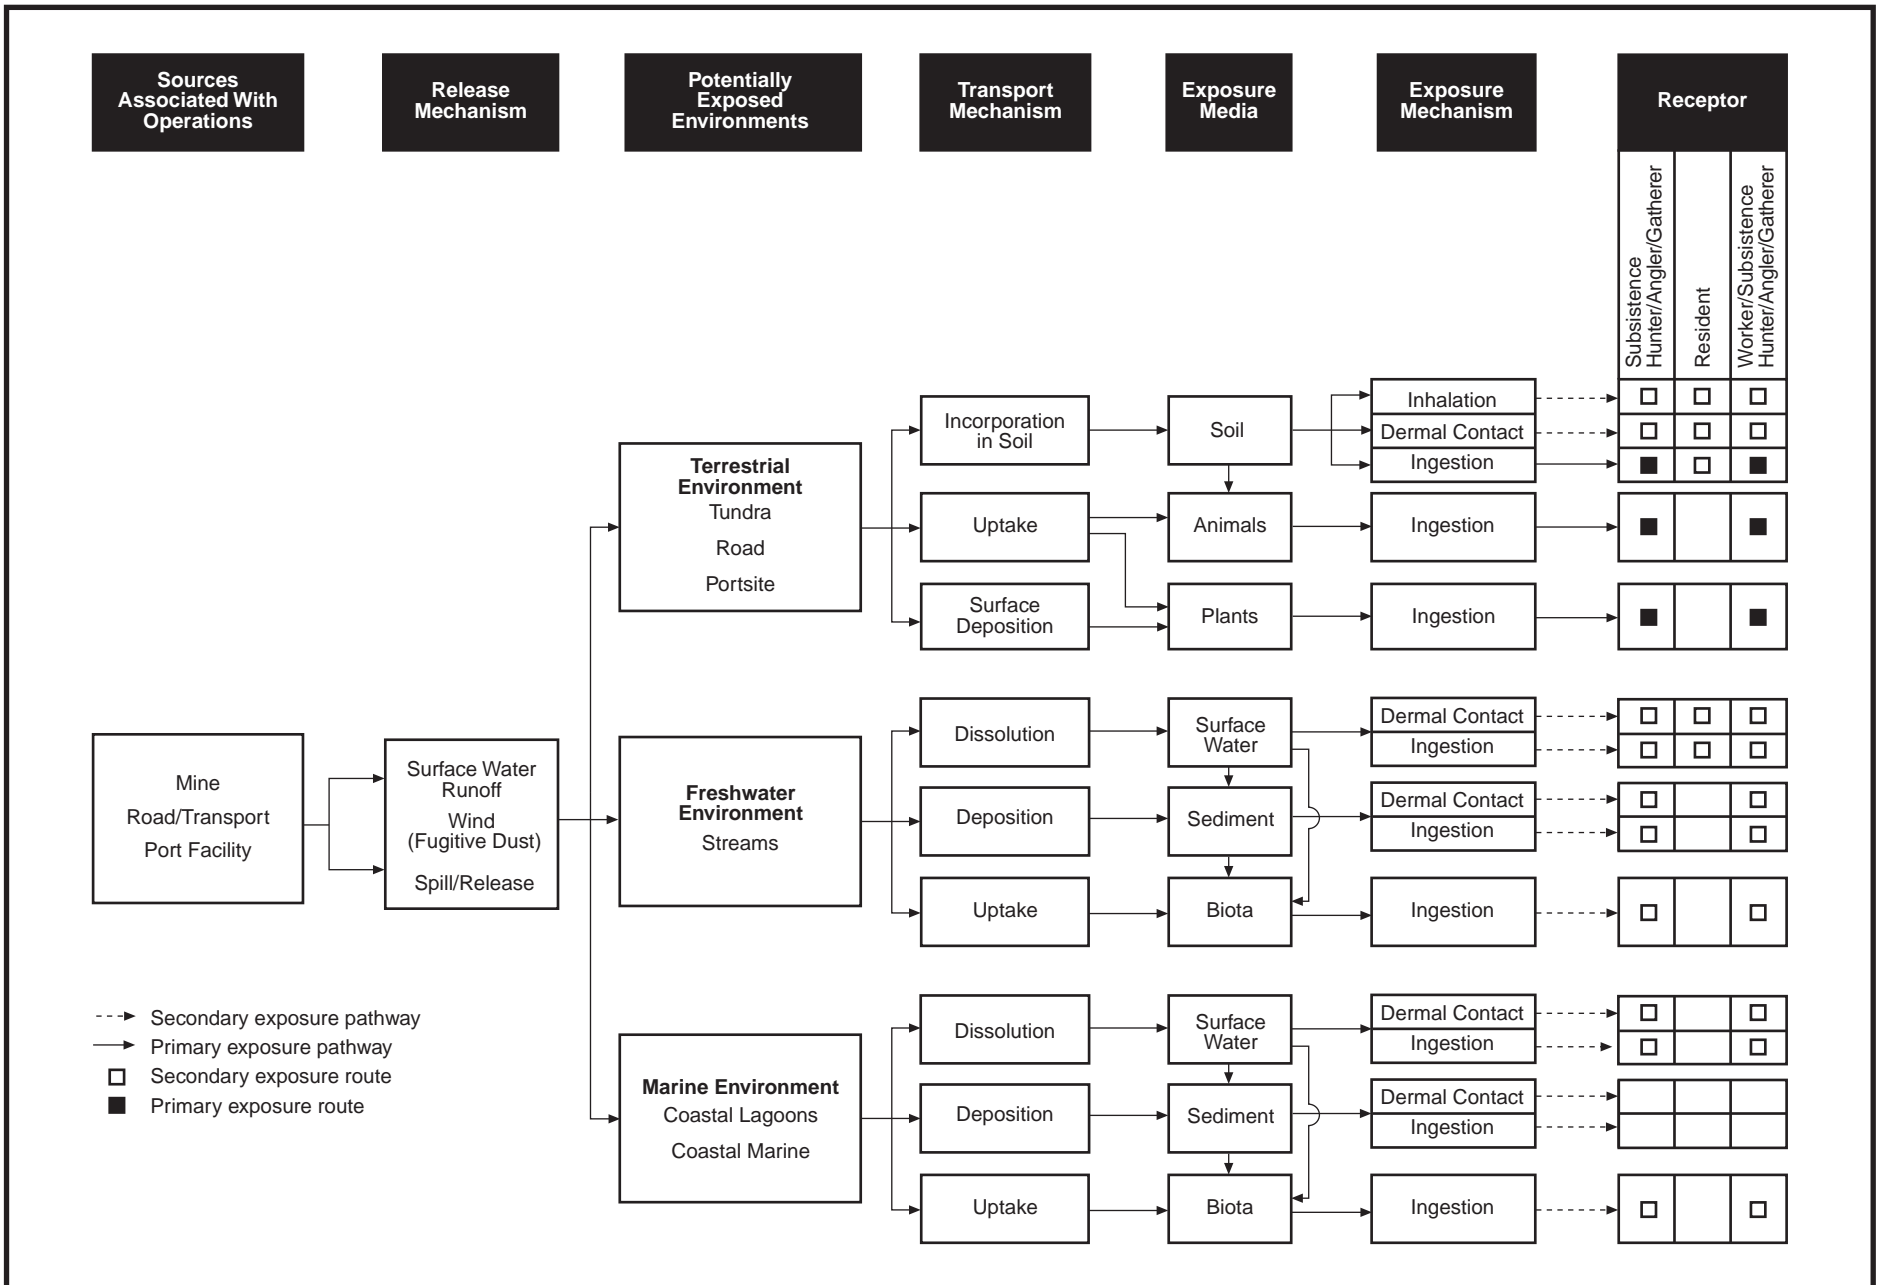 Sources
Associated With
Operations
Release
Mechanism
Potentially
Exposed
Environments
Transport
Mechanism
Exposure
Media
Exposure
Mechanism
Receptor
Subsistence
Hunter/Angler/Gatherer
Resident
Worker/Subsistence
Hunter/Angler/Gatherer
Mine
Road/Transport
Port Facility
Surface Water
Runoff
Wind
(Fugitive Dust)
Spill/Release
Terrestrial
Environment
Tundra
Road
Portsite
Incorporation
in Soil
Soil
Inhalation
Dermal Contact
Ingestion
Uptake
Animals
Ingestion
Surface
Deposition
Plants
Ingestion
Freshwater
Environment
Streams
Dissolution
Surface
Water
Dermal Contact
Ingestion
Deposition
Sediment
Dermal Contact
Ingestion
Uptake
Biota
Ingestion
Marine Environment
Coastal Lagoons
Coastal Marine
Dissolution
Surface
Water
Dermal Contact
Ingestion
Deposition
Sediment
Dermal Contact
Ingestion
Uptake
Biota
Ingestion
Secondary exposure pathway
Primary exposure pathway
Secondary exposure route
Primary exposure route